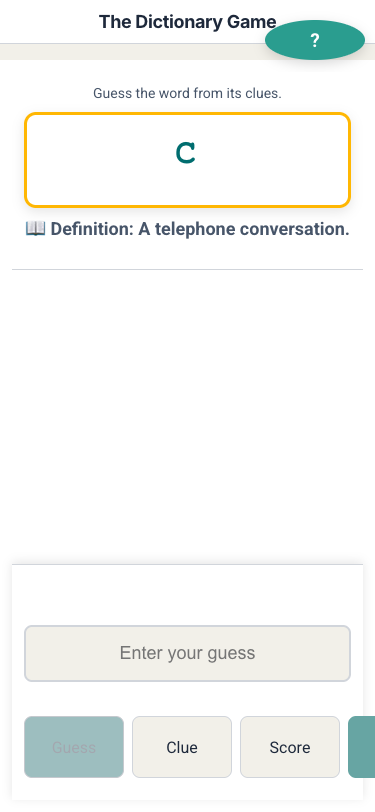 The Dictionary Game
?
Guess the word from its clues.
C
📖 Definition: A telephone conversation.
Enter your guess
Guess
Clue
Score